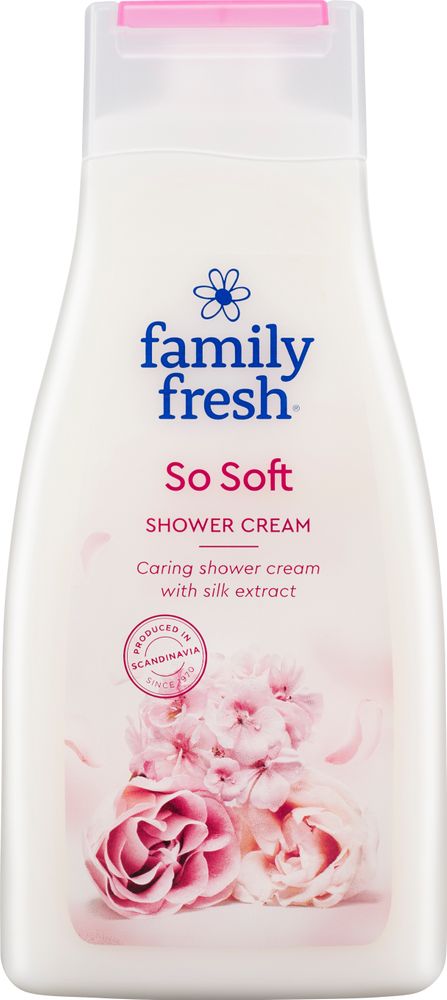 family
fresh®
So Soft
SHOWER CREAM
Caring shower cream
with silk extract
PRODUCED IN
SCANDINAVIA
SINCE 1970